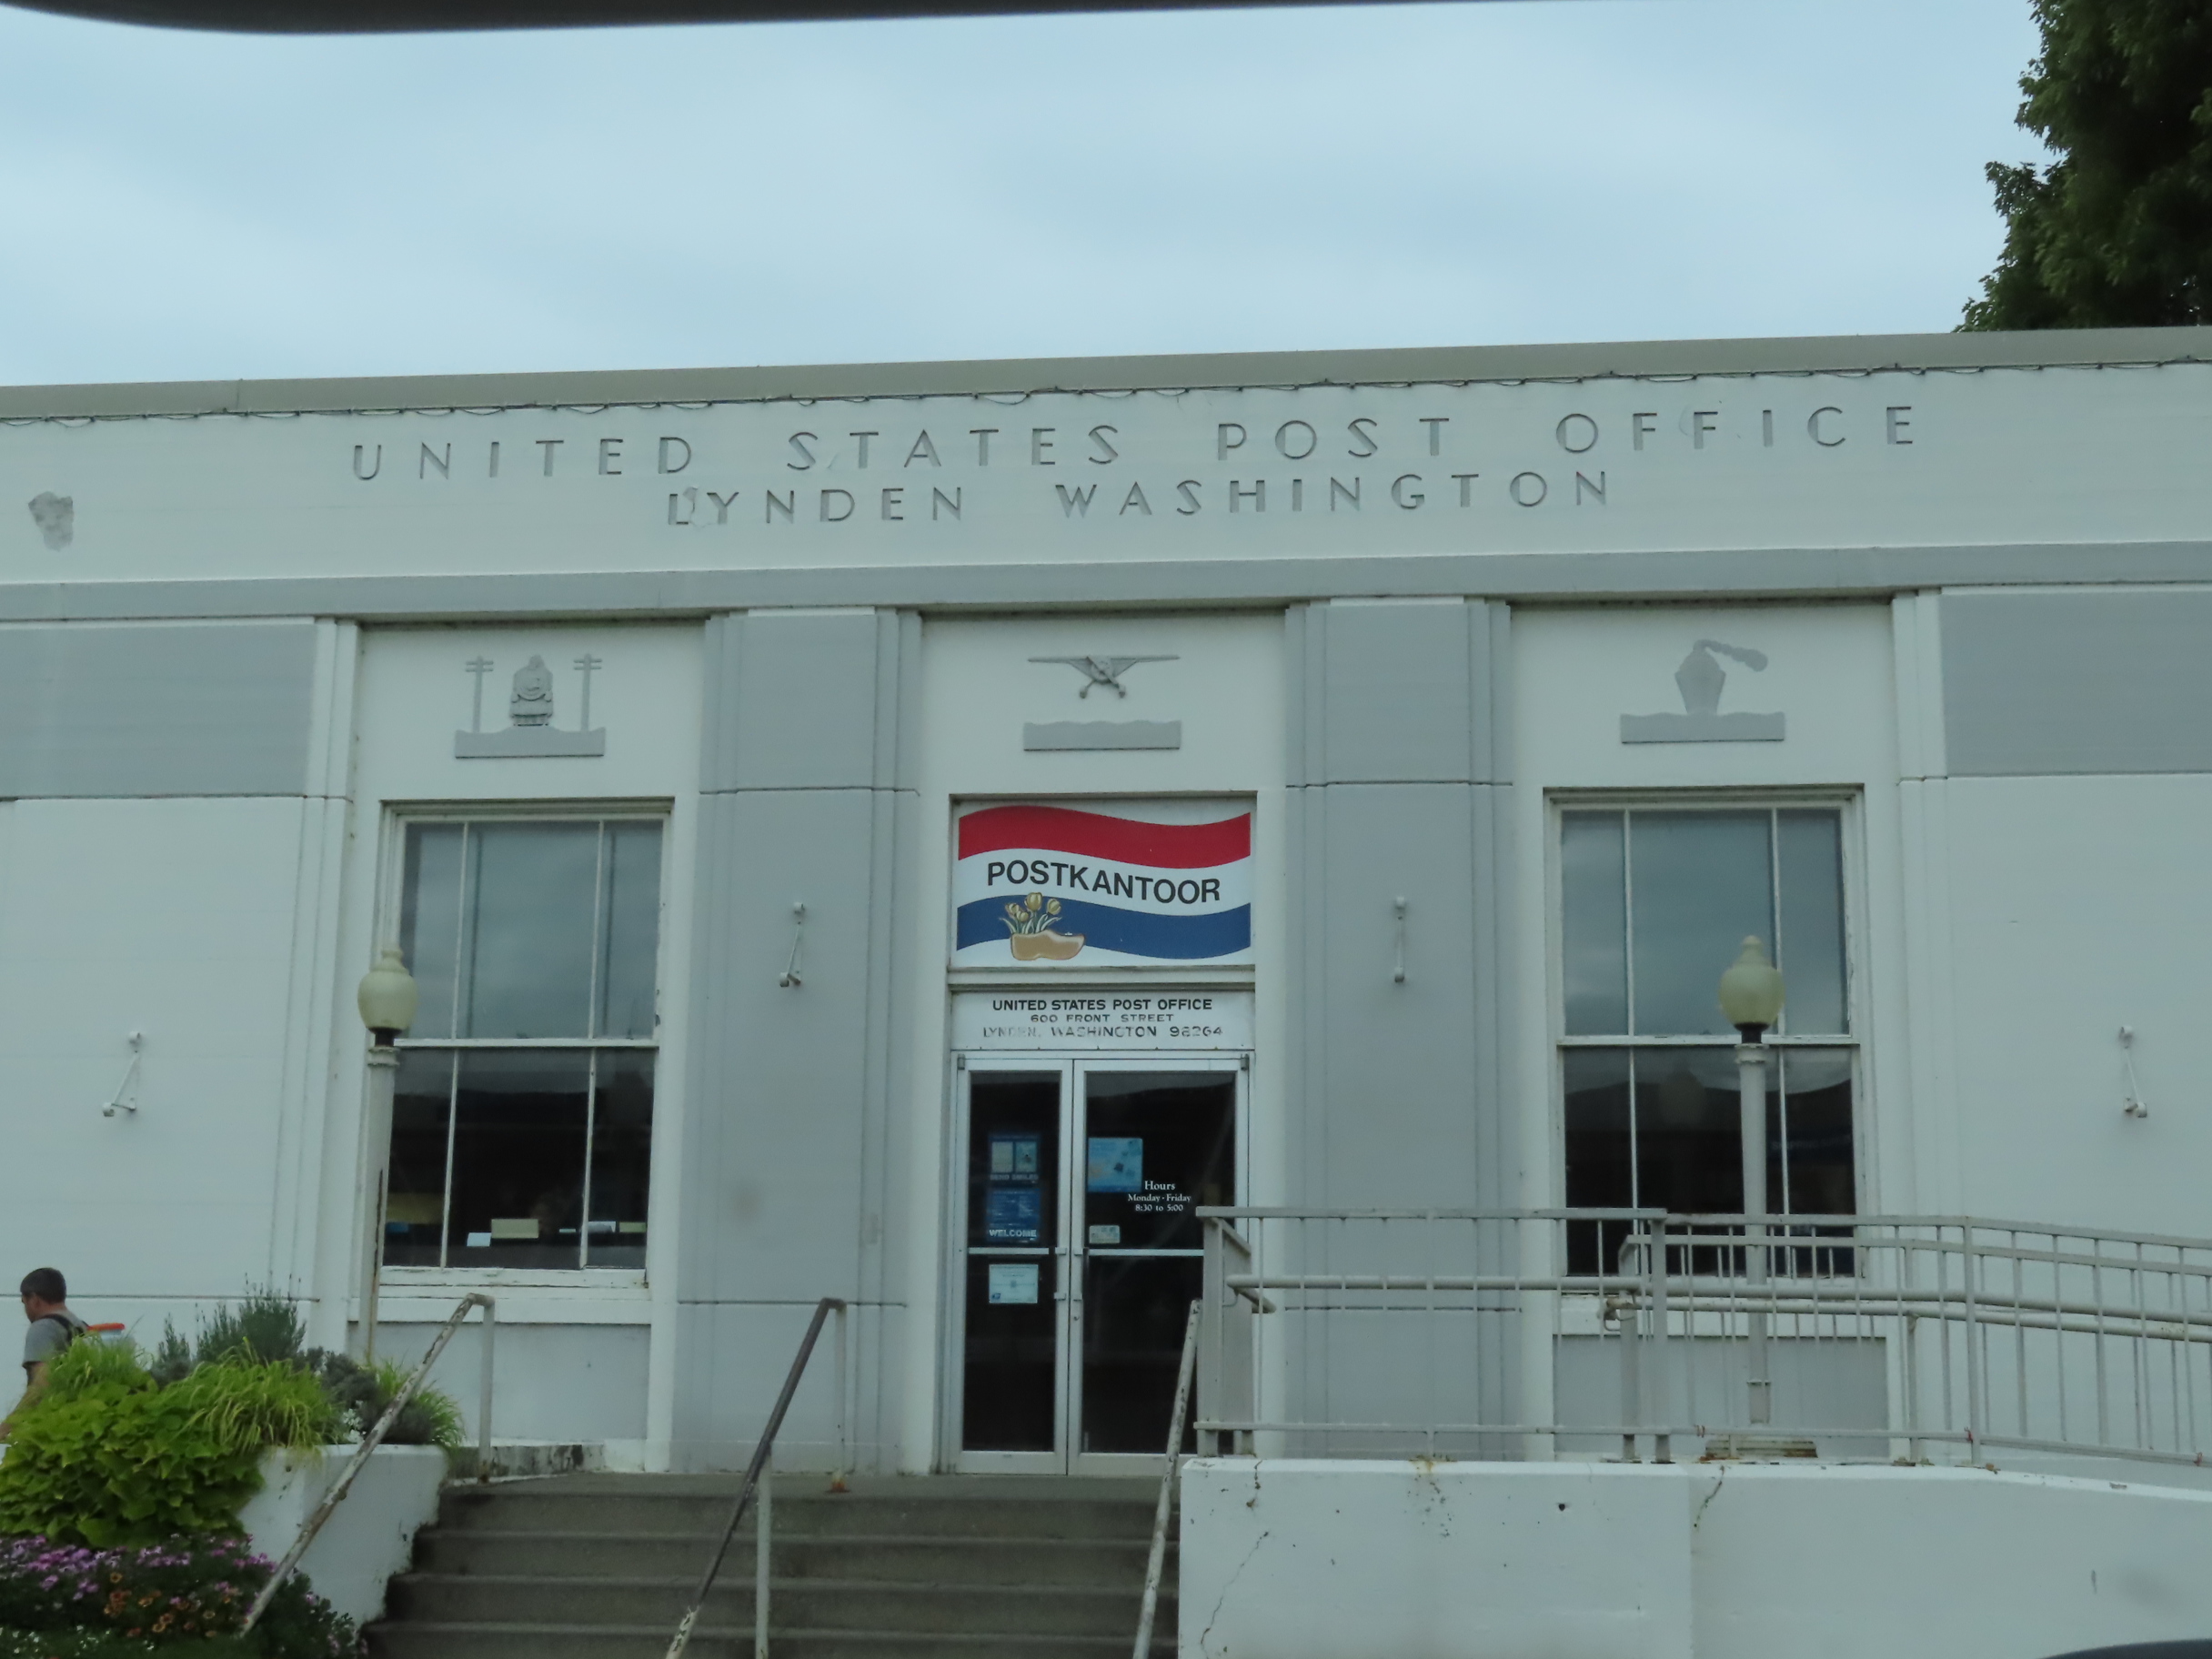 UNITED STATES POST OFFICE
LYNDEN WASHINGTON
POSTKANTOOR
UNITED STATES POST OFFICE
600 FRONT STREET
LYNDEN, WASHINGTON 98264
Hours
Monday - Friday
8:30 to 5:00
WELCOME